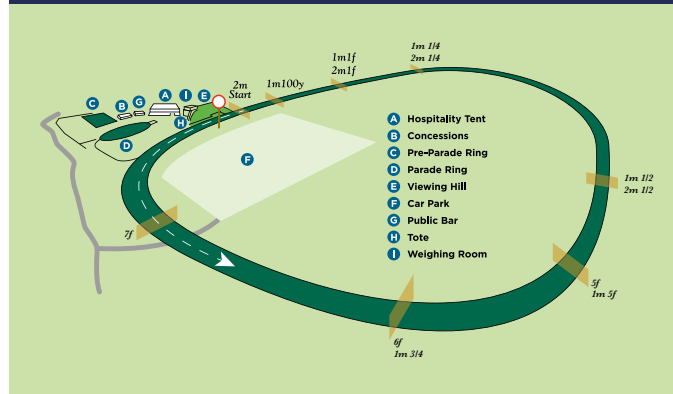 1m 1/4
2m 1/4
1m1f
2m1f
1m100y
2m
Start
C
B
G
A
I
E
H
D
F
A Hospitality Tent
B Concessions
C Pre-Parade Ring
D Parade Ring
E Viewing Hill
F Car Park
G Public Bar
H Tote
I Weighing Room
1m 1/2
2m 1/2
7f
5f
1m 5f
6f
1m 3/4